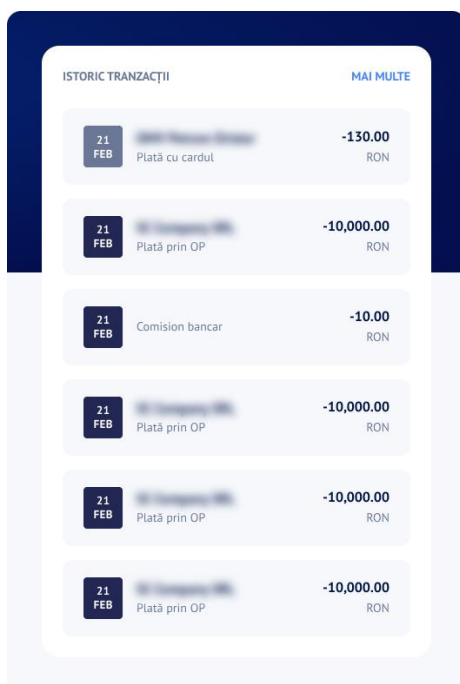 ISTORIC TRANZACȚII MAI MULTE
21 -130.00
FEB Plată cu cardul RON
21 -10,000.00
FEB Plată prin OP RON
21 Comision bancar -10.00
FEB RON
21 -10,000.00
FEB Plată prin OP RON
21 -10,000.00
FEB Plată prin OP RON
21 -10,000.00
FEB Plată prin OP RON